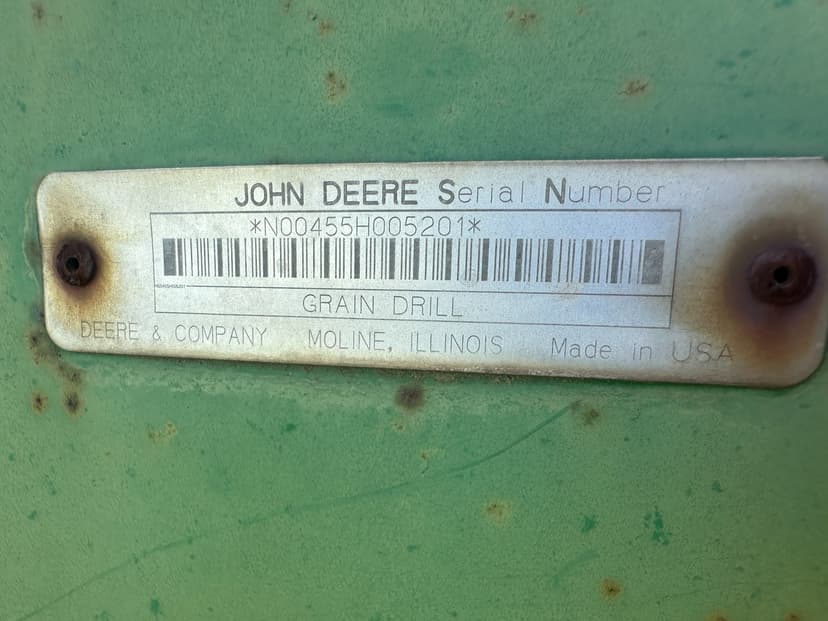 JOHN DEERE Serial Number
*N00455H005201*
GRAIN DRILL
DEERE & COMPANY MOLINE, ILLINOIS Made in USA